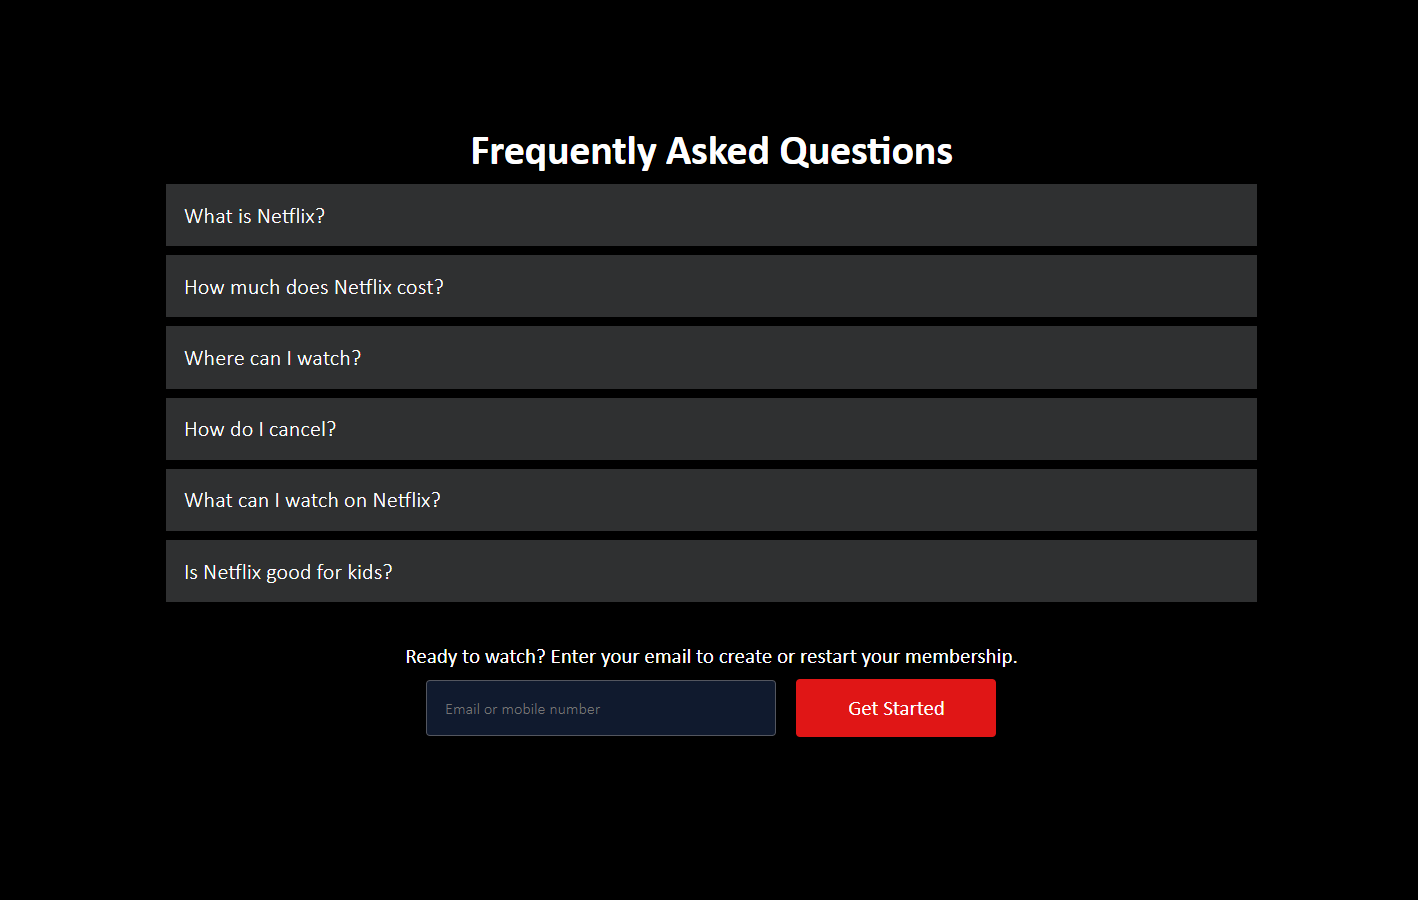 Frequently Asked Questions
What is Netflix?
How much does Netflix cost?
Where can I watch?
How do I cancel?
What can I watch on Netflix?
Is Netflix good for kids?
Ready to watch? Enter your email to create or restart your membership.
Email or mobile number
Get Started